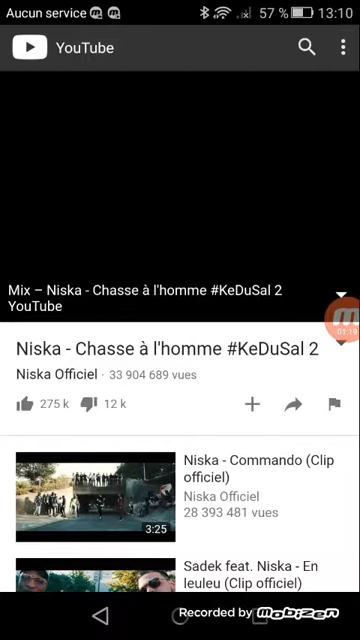 Aucun service 57 % 13:10
YouTube
Mix – Niska - Chasse à l'homme #KeDuSal 2
YouTube
01:19
Niska - Chasse à l'homme #KeDuSal 2
Niska Officiel · 33 904 689 vues
275 k 12 k
Niska - Commando (Clip
officiel)
Niska Officiel
28 393 481 vues
3:25
Sadek feat. Niska - En
leuleu (Clip officiel)
Recorded by mobizen